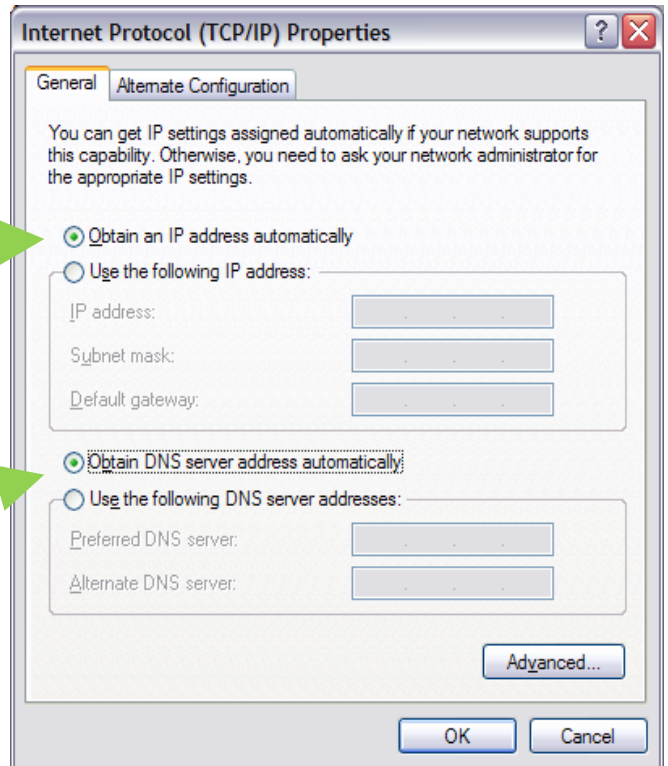 Internet Protocol (TCP/IP) Properties
?
General
Alternate Configuration
You can get IP settings assigned automatically if your network supports
this capability. Otherwise, you need to ask your network administrator for
the appropriate IP settings.
Obtain an IP address automatically
Use the following IP address:
IP address:
Subnet mask:
Default gateway:
Obtain DNS server address automatically
Use the following DNS server addresses:
Preferred DNS server:
Alternate DNS server:
Advanced...
OK
Cancel